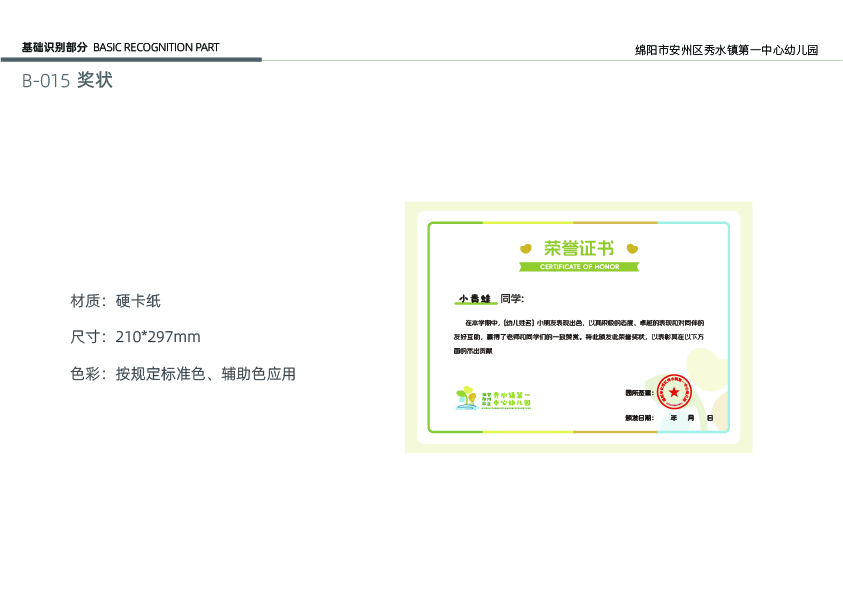 基础识别部分 BASIC RECOGNITION PART
绵阳市安州区秀水镇第一中心幼儿园
B-015 奖状
材质：硬卡纸
尺寸：210*297mm
色彩：按规定标准色、辅助色应用
荣誉证书
CERTIFICATE OF HONOR
小青蛙 同学:
在本学期中，[幼儿姓名] 小朋友表现出色，以其积极的态度、卓越的表现和对同伴的
友好互助，赢得了老师和同学们的一致赞赏。特此颁发此荣誉奖状，以表彰其在以下方
面的杰出贡献
秀水镇第一
中心幼儿园
园所签章:
颁发日期: 年 月 日